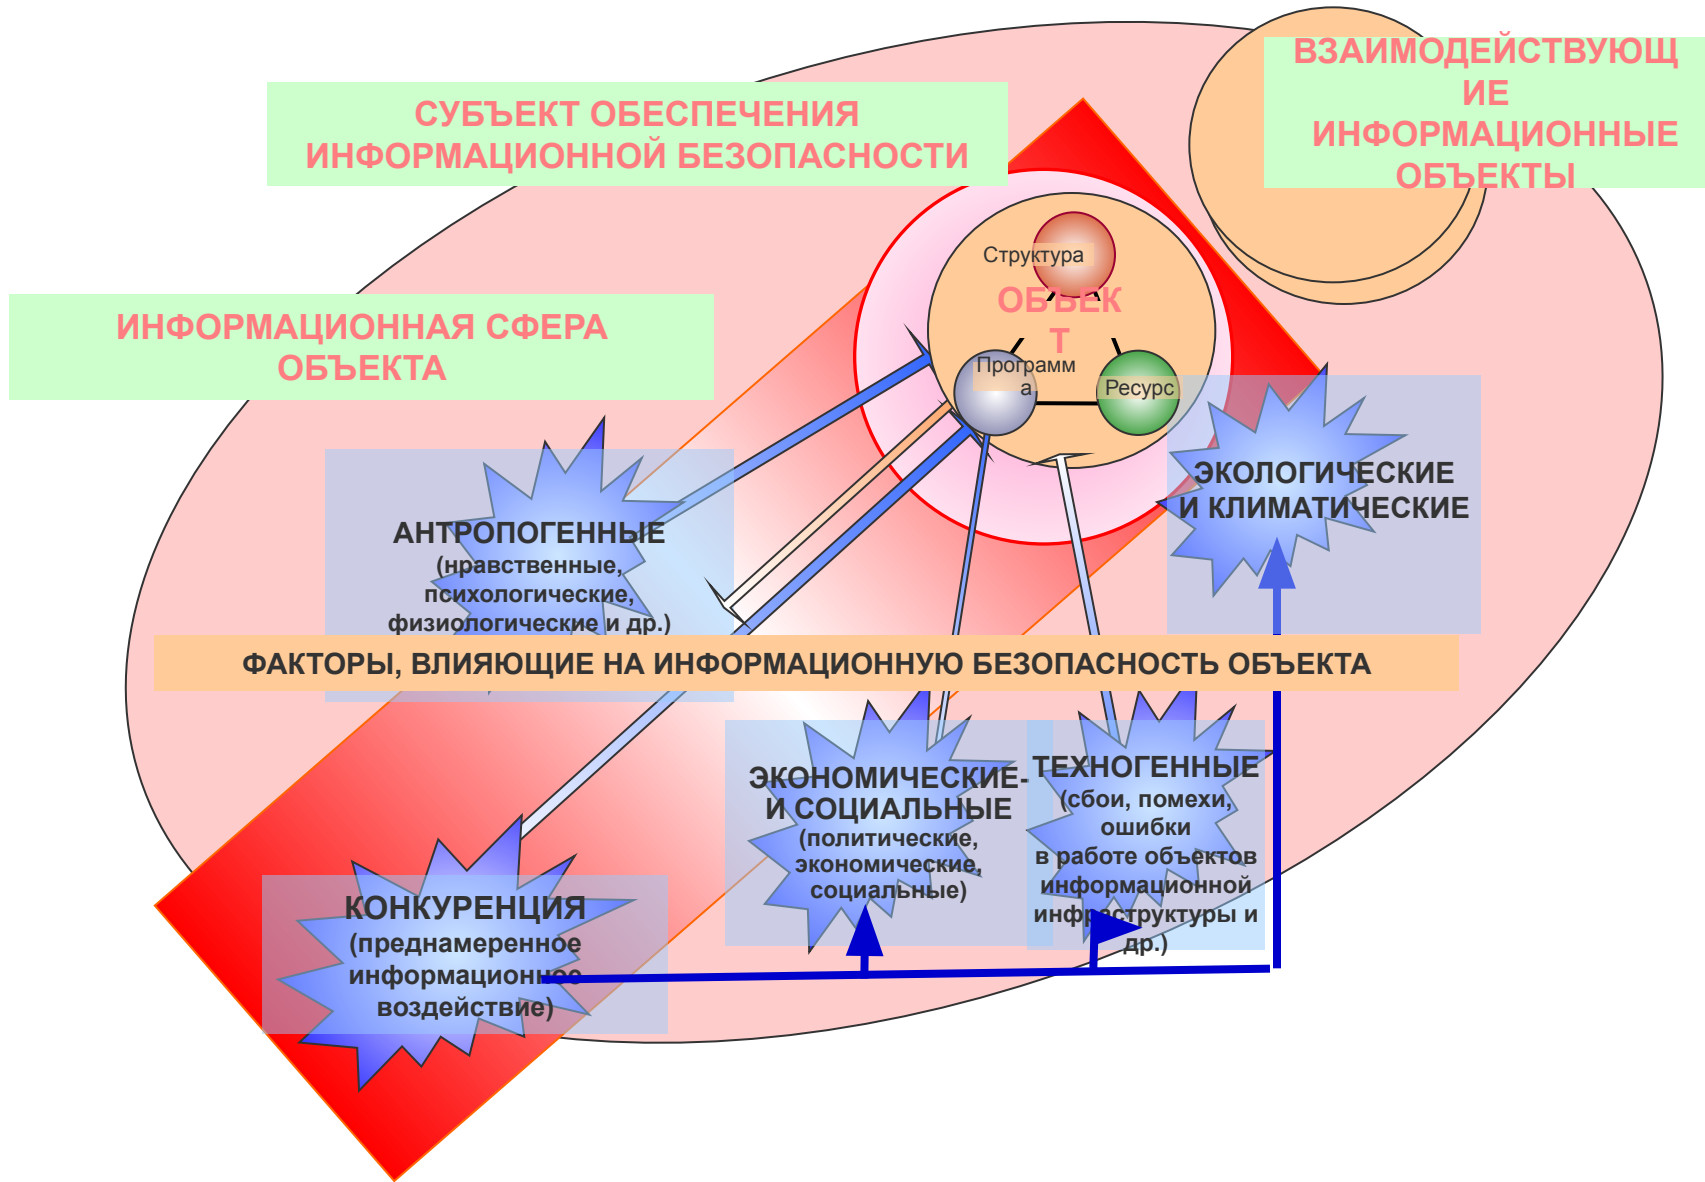 ВЗАИМОДЕЙСТВУЮЩ
ИЕ
ИНФОРМАЦИОННЫЕ
ОБЪЕКТЫ
СУБЪЕКТ ОБЕСПЕЧЕНИЯ
ИНФОРМАЦИОННОЙ БЕЗОПАСНОСТИ
Структура
ОБЪЕК
Т
Программ
а
Ресурс
ИНФОРМАЦИОННАЯ СФЕРА
ОБЪЕКТА
ЭКОЛОГИЧЕСКИЕ
И КЛИМАТИЧЕСКИЕ
АНТРОПОГЕННЫЕ
(нравственные,
психологические,
физиологические и др.)
ФАКТОРЫ, ВЛИЯЮЩИЕ НА ИНФОРМАЦИОННУЮ БЕЗОПАСНОСТЬ ОБЪЕКТА
ЭКОНОМИЧЕСКИЕ-
И СОЦИАЛЬНЫЕ
(политические,
экономические,
социальные)
ТЕХНОГЕННЫЕ
(сбои, помехи,
ошибки
в работе объектов
информационной
инфраструктуры и
др.)
КОНКУРЕНЦИЯ
(преднамеренное
информационное
воздействие)